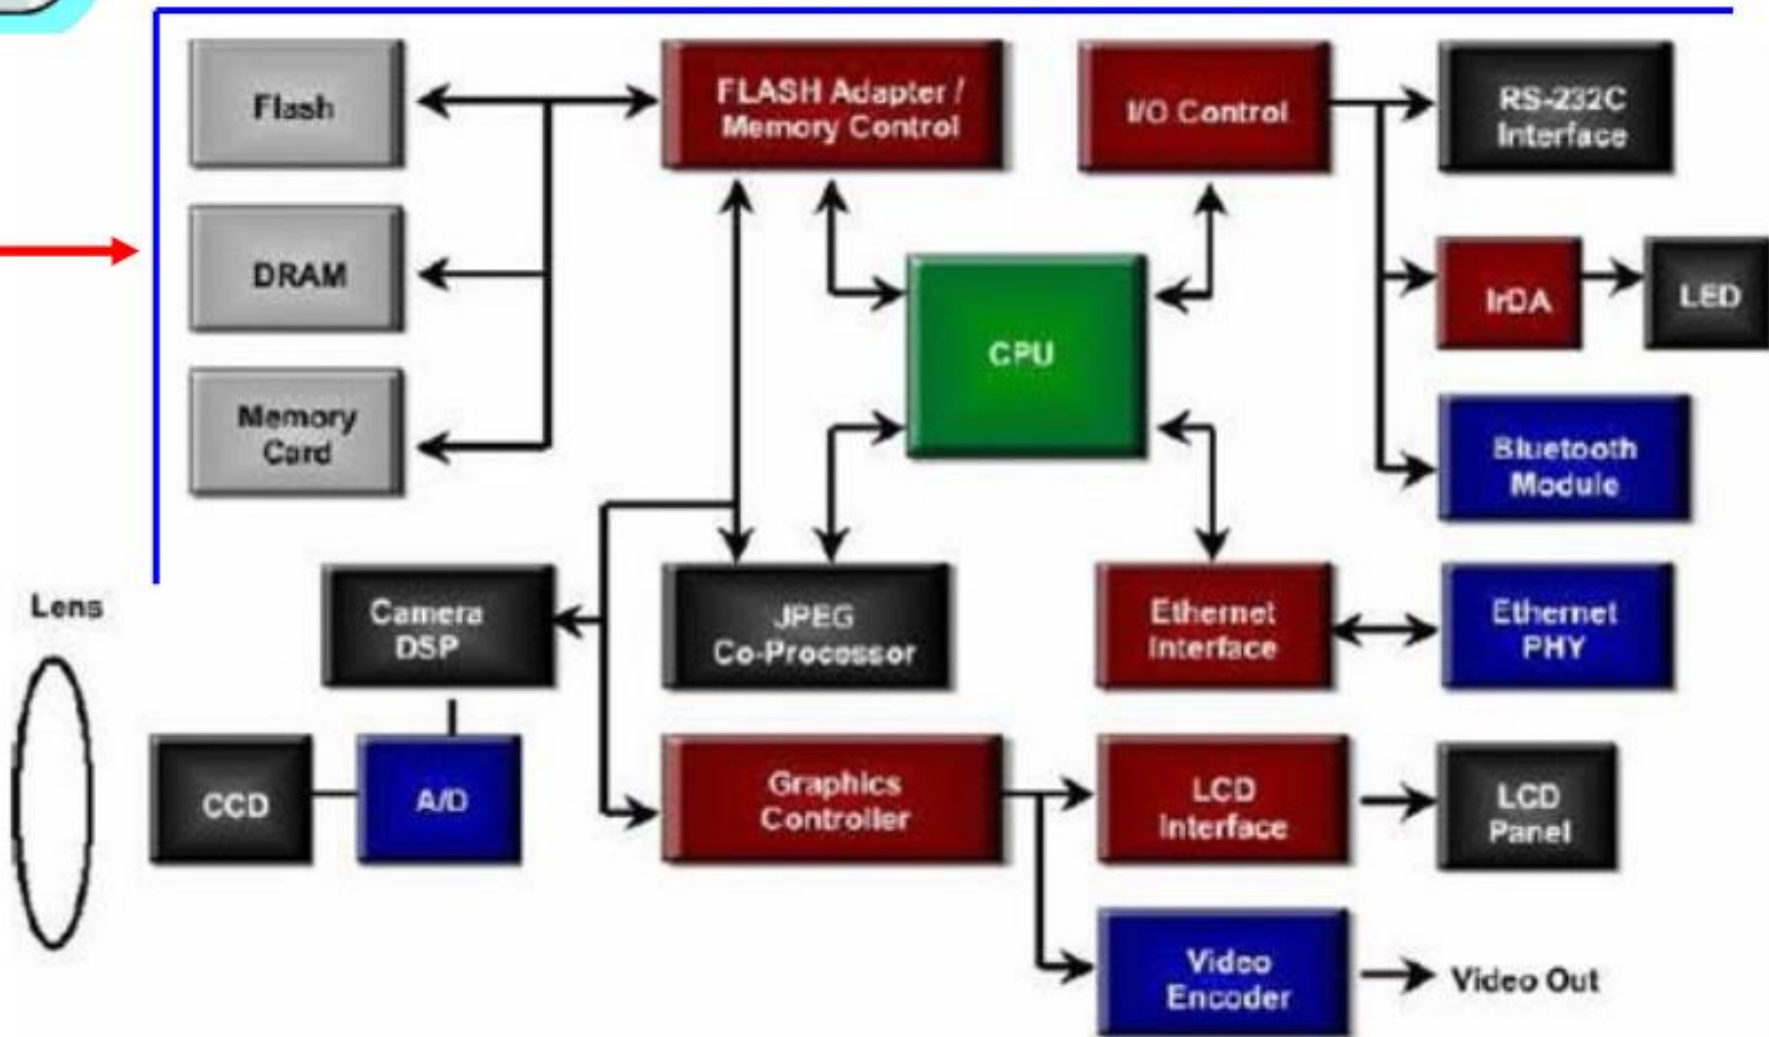 Flash
FLASH Adapter /
Memory Control
I/O Control
RS-232C
Interface
DRAM
CPU
IrDA
LED
Memory
Card
Bluetooth
Module
Lens
Camera
DSP
JPEG
Co-Processor
Ethernet
Interface
Ethernet
PHY
CCD
A/D
Graphics
Controller
LCD
Interface
LCD
Panel
Video
Encoder
Video Out